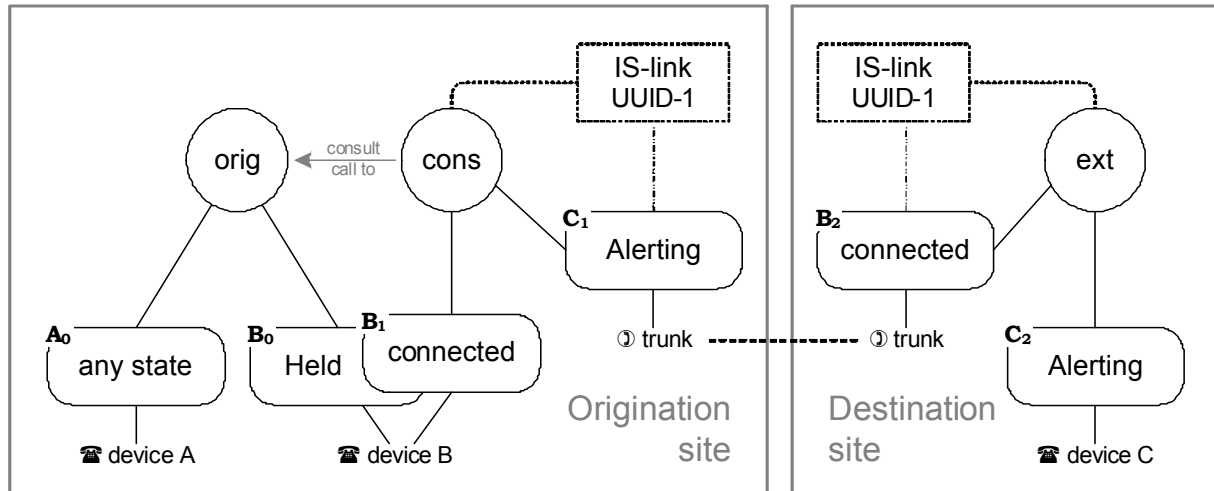 IS-link
UUID-1
orig
consult
call to
cons
C₁
Alerting
trunk
A₀
any state
B₀
Held
B₁
connected
device A
device B
Origination
site
IS-link
UUID-1
ext
B₂
connected
trunk
C₂
Alerting
Destination
site
device C